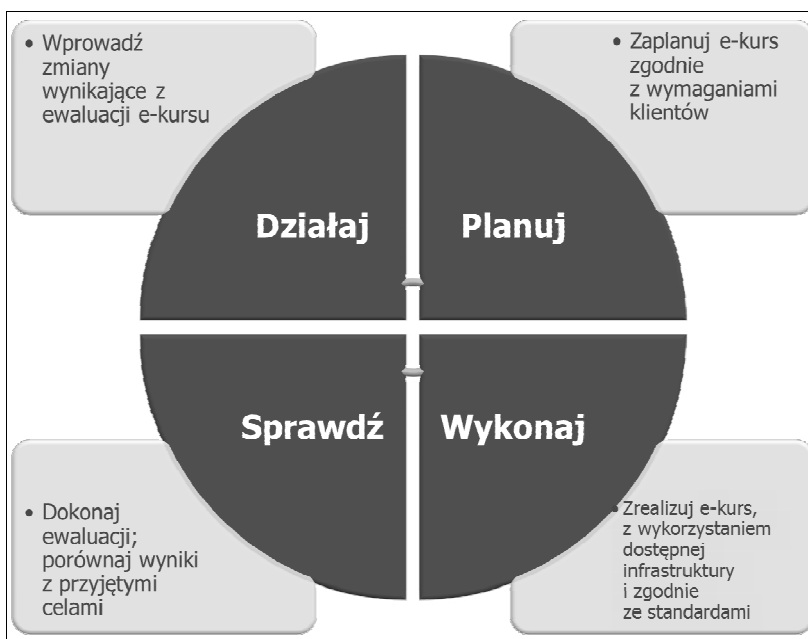 • Wprowadź
zmiany
wynikające z
ewaluacji e-kursu
• Zaplanuj e-kurs
zgodnie
z wymaganiami
klientów
Działaj
Planuj
Sprawdź
Wykonaj
• Dokonaj
ewaluacji;
porównaj wyniki
z przyjętymi
celami
• Zrealizuj e-kurs,
z wykorzystaniem
dostępnej
infrastruktury
i zgodnie
ze standardami